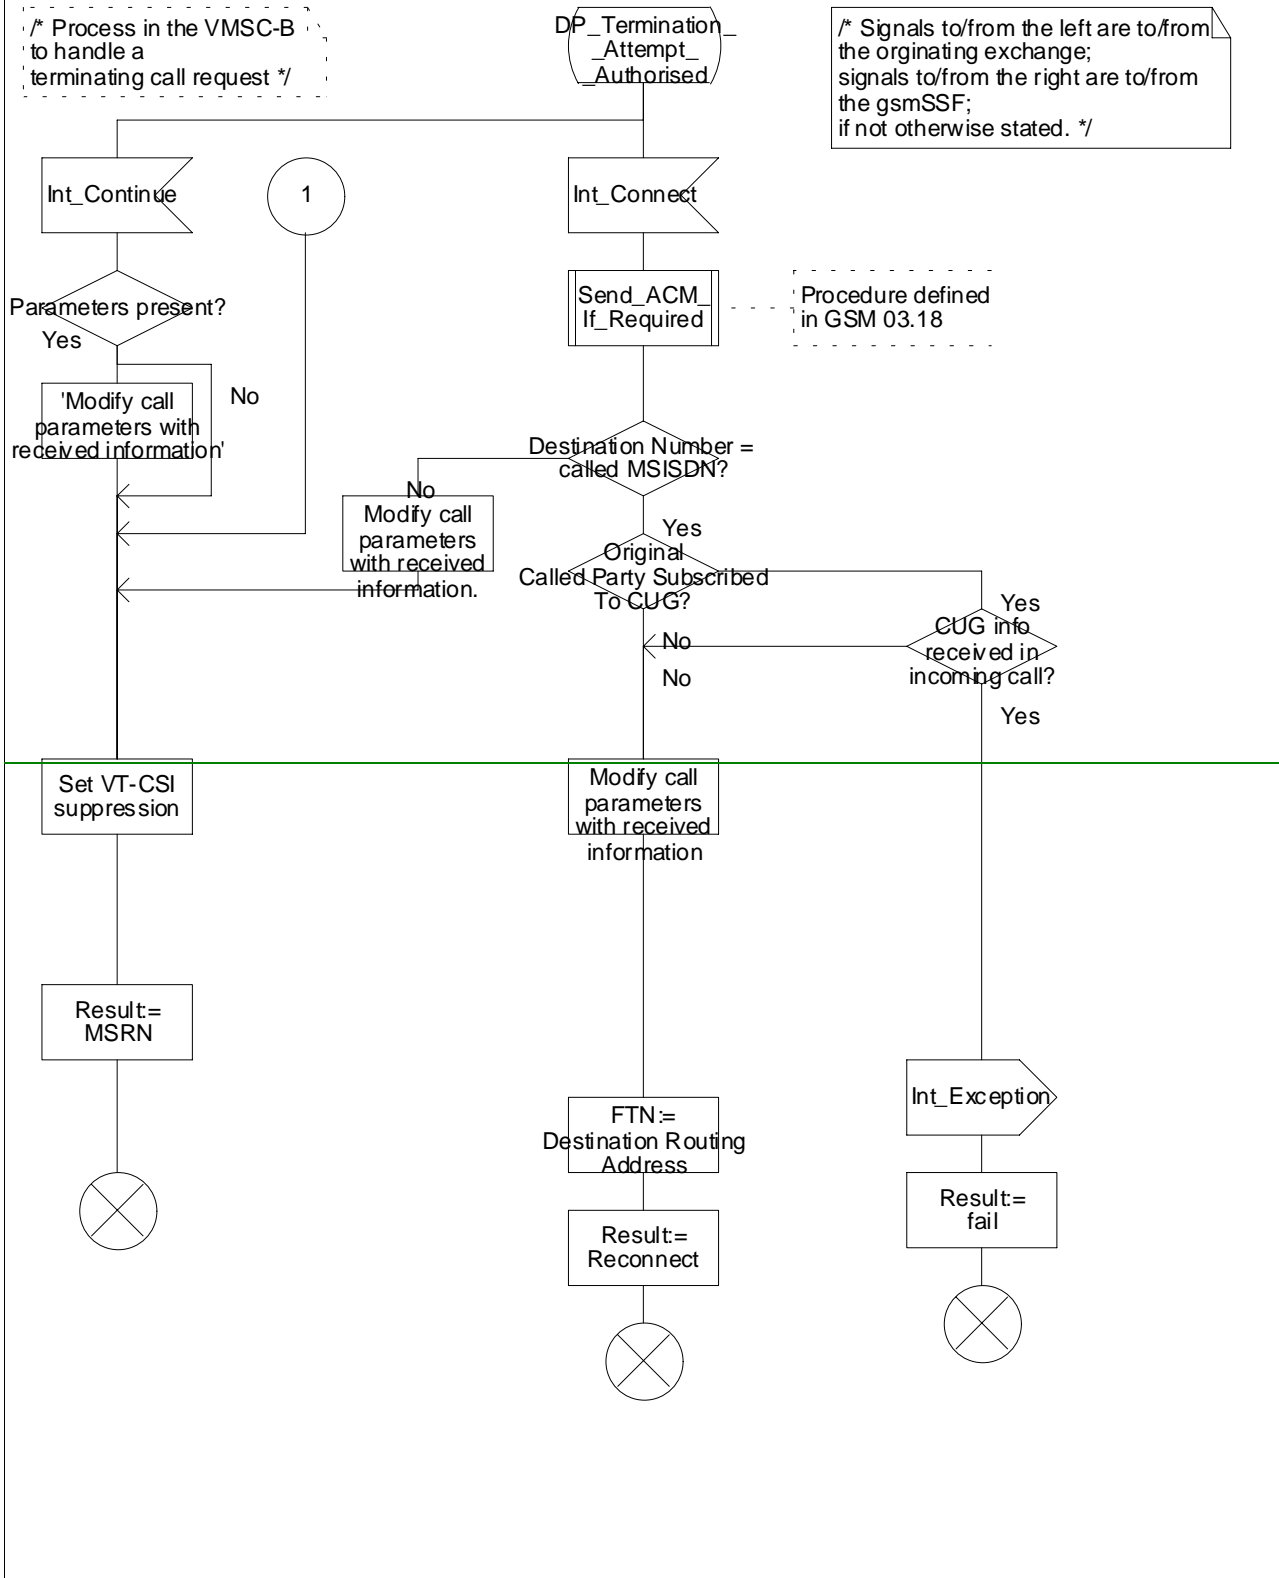 /* Process in the VMSC-B
to handle a
terminating call request */
DP_Termination_
_Attempt_
_Authorised
/* Signals to/from the left are to/from
the orginating exchange;
signals to/from the right are to/from
the gsmSSF;
if not otherwise stated. */
Int_Continue
1
Int_Connect
Parameters present?
Yes
No
Send_ACM_
If_Required
Procedure defined
in GSM 03.18
'Modify call
parameters with
received information'
Destination Number =
called MSISDN?
No
Yes
Modify call
parameters
with received
information.
Original
Called Party Subscribed
To CUG?
Yes
No
No
CUG info
received in
incoming call?
Yes
Set VT-CSI
suppression
Modify call
parameters
with received
information
Result:=
MSRN
Int_Exception
FTN:=
Destination Routing
Address
Result:=
fail
Result:=
Reconnect